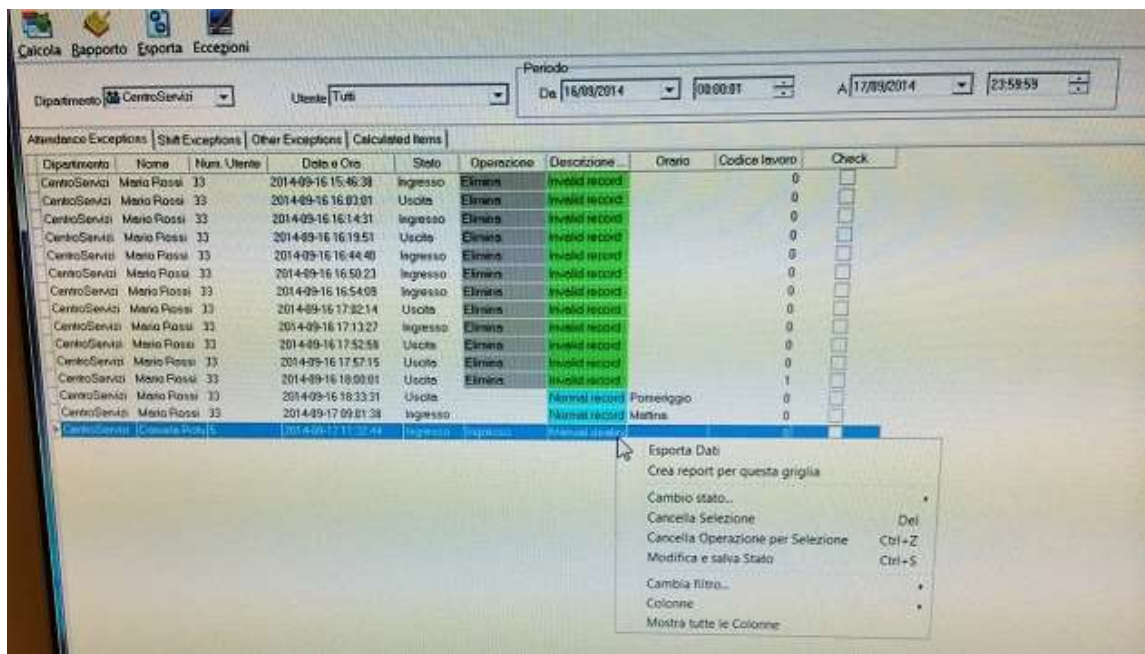 Calcola Rapporto Esporta Eccezioni
Periodo
Dipartimento CentroServizi Utente Tutti Da 16/09/2014 00:00:01 A 17/09/2014 23:59:59
Attendance Exceptions Shift Exceptions Other Exceptions Calculated Items
Dipartimento Nome Num. Utente Data e Ora Stato Operazione Descrizione ... Orario Codice lavoro Check
CentroServizi Mario Rossi 33 2014-09-16 15:46:38 Ingresso Elimina Invalid record 0
CentroServizi Mario Rossi 33 2014-09-16 16:03:01 Uscita Elimina Invalid record 0
CentroServizi Mario Rossi 33 2014-09-16 16:14:31 Ingresso Elimina Invalid record 0
CentroServizi Mario Rossi 33 2014-09-16 16:19:51 Uscita Elimina Invalid record 0
CentroServizi Mario Rossi 33 2014-09-16 16:44:40 Ingresso Elimina Invalid record 0
CentroServizi Mario Rossi 33 2014-09-16 16:50:23 Ingresso Elimina Invalid record 0
CentroServizi Mario Rossi 33 2014-09-16 16:54:09 Ingresso Elimina Invalid record 0
CentroServizi Mario Rossi 33 2014-09-16 17:02:14 Uscita Elimina Invalid record 0
CentroServizi Mario Rossi 33 2014-09-16 17:13:27 Ingresso Elimina Invalid record 0
CentroServizi Mario Rossi 33 2014-09-16 17:52:58 Uscita Elimina Invalid record 0
CentroServizi Mario Rossi 33 2014-09-16 17:57:15 Uscita Elimina Invalid record 0
CentroServizi Mario Rossi 33 2014-09-16 18:00:01 Uscita Elimina Invalid record 1
CentroServizi Mario Rossi 33 2014-09-16 18:33:31 Uscita Normal record Pomeriggio 0
CentroServizi Mario Rossi 33 2014-09-17 09:01:38 Ingresso Normal record Mattina 0
CentroServizi 5 Ingresso Ingresso 0
Esporta Dati
Crea report per questa griglia
Cambio stato...
Cancella Selezione Del
Cancella Operazione per Selezione Ctrl+Z
Modifica e salva Stato Ctrl+S
Cambia filtro...
Colonne
Mostra tutte le Colonne